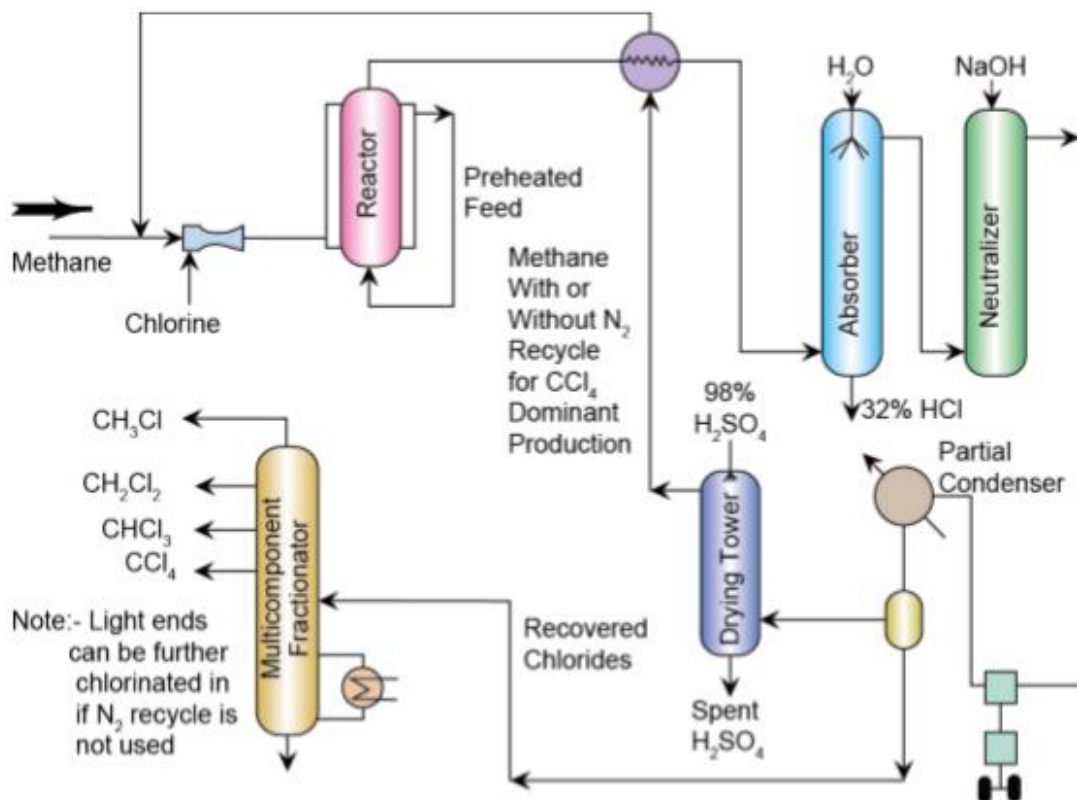 H₂O
NaOH
Reactor
Preheated
Feed
Absorber
Neutralizer
Methane
Chlorine
Methane
With or
Without N₂
Recycle
for CCl₄
Dominant
Production
32% HCl
98%
H₂SO₄
Partial
Condenser
CH₃Cl
CH₂Cl₂
CHCl₃
CCl₄
Multicomponent
Fractionator
Drying Tower
Note:- Light ends
can be further
chlorinated in
if N₂ recycle is
not used
Recovered
Chlorides
Spent
H₂SO₄